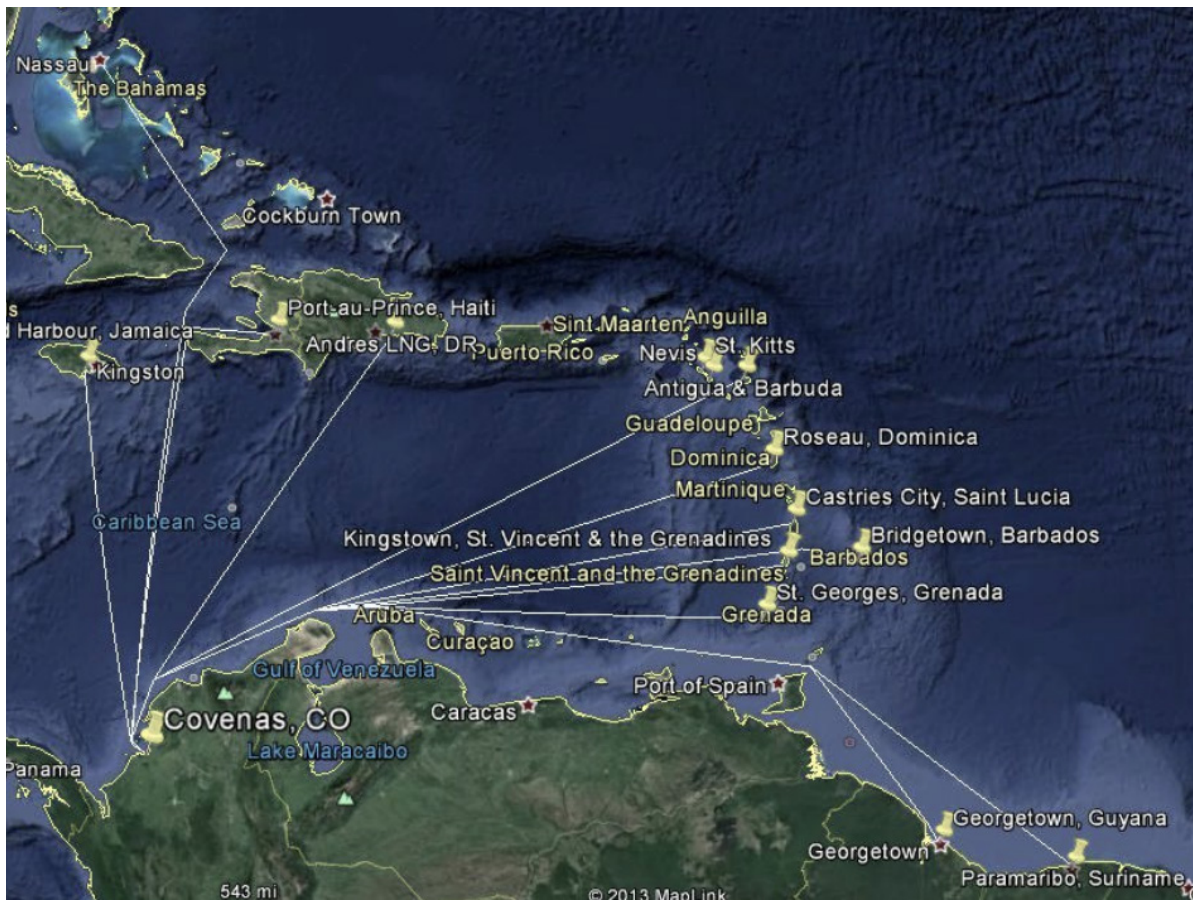 Nassau
The Bahamas
Cockburn Town
s
Port-au-Prince, Haiti
d Harbour, Jamaica
Andres LNG, DR
Sint Maarten
Anguilla
Puerto Rico
Nevis
St. Kitts
Kingston
Antigua & Barbuda
Guadeloupe
Roseau, Dominica
Dominica
Martinique
Castries City, Saint Lucia
Caribbean Sea
Kingstown, St. Vincent & the Grenadines
Bridgetown, Barbados
Barbados
Saint Vincent and the Grenadines
St. Georges, Grenada
Aruba
Grenada
Curaçao
Gulf of Venezuela
Port of Spain
Covenas, CO
Caracas
Lake Maracaibo
Panama
Georgetown, Guyana
Georgetown
Paramaribo, Suriname
543 mi
© 2013 MapLink